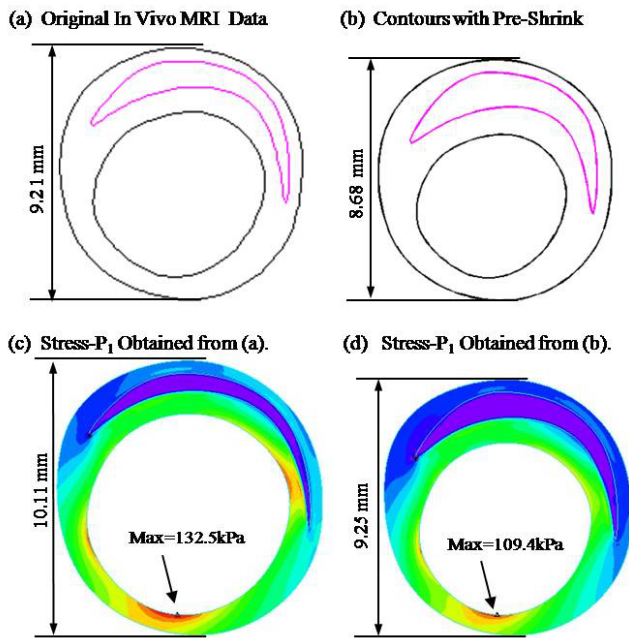 (a) Original In Vivo MRI Data
(b) Contours with Pre-Shrink
9.21 mm
8.68 mm
(c) Stress-P₁ Obtained from (a).
(d) Stress-P₁ Obtained from (b).
10.11 mm
Max=132.5kPa
9.25 mm
Max=109.4kPa